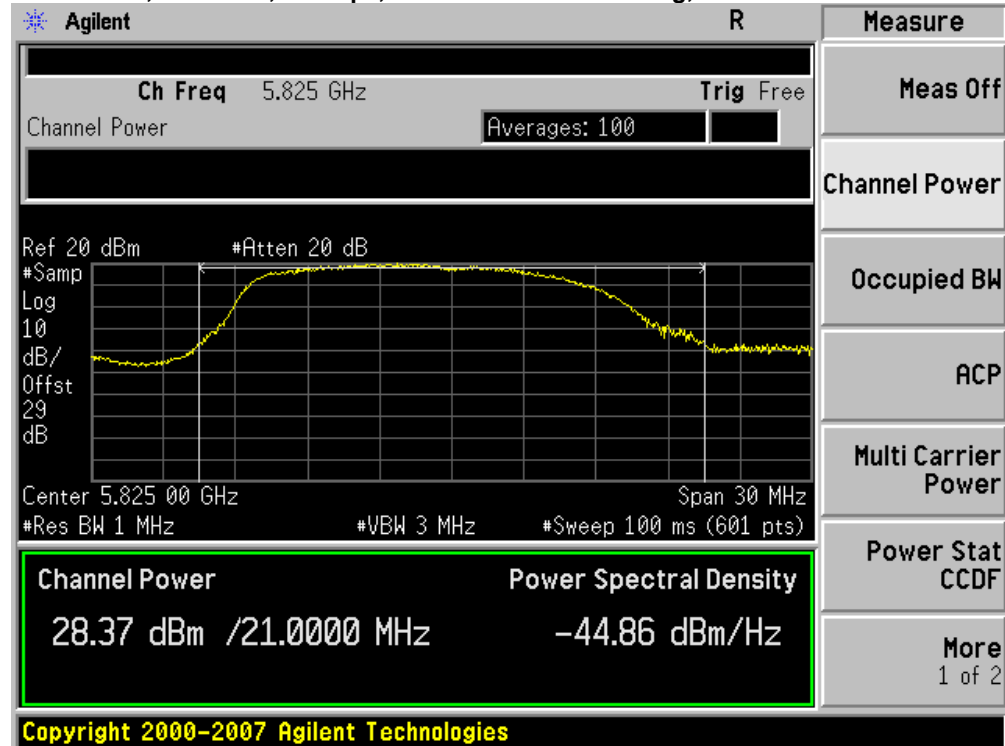 Agilent R Measure
Ch Freq 5.825 GHz Trig Free
Channel Power Averages: 100
Ref 20 dBm #Atten 20 dB
#Samp
Log
10
dB/
Offst
29
dB
Center 5.825 00 GHz Span 30 MHz
#Res BW 1 MHz #VBW 3 MHz #Sweep 100 ms (601 pts)
Channel Power Power Spectral Density
28.37 dBm /21.0000 MHz -44.86 dBm/Hz
Meas Off
Channel Power
Occupied BW
ACP
Multi Carrier
Power
Power Stat
CCDF
More
1 of 2
Copyright 2000-2007 Agilent Technologies